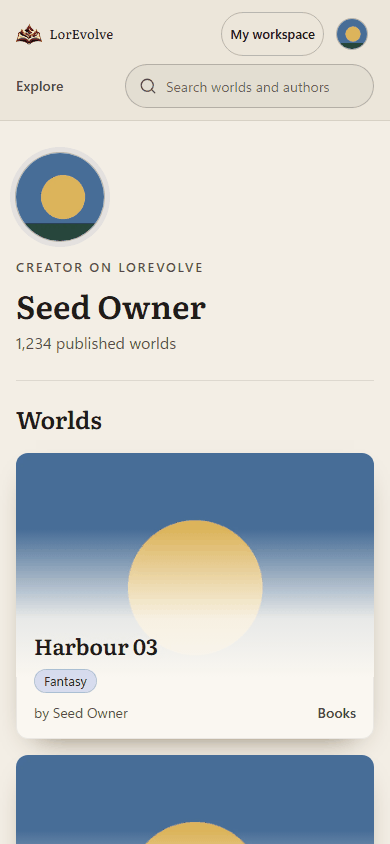 LorEvolve
My workspace
Explore
Search worlds and authors
CREATOR ON LOREVOLVE
Seed Owner
1,234 published worlds
Worlds
Harbour 03
Fantasy
by Seed Owner
Books